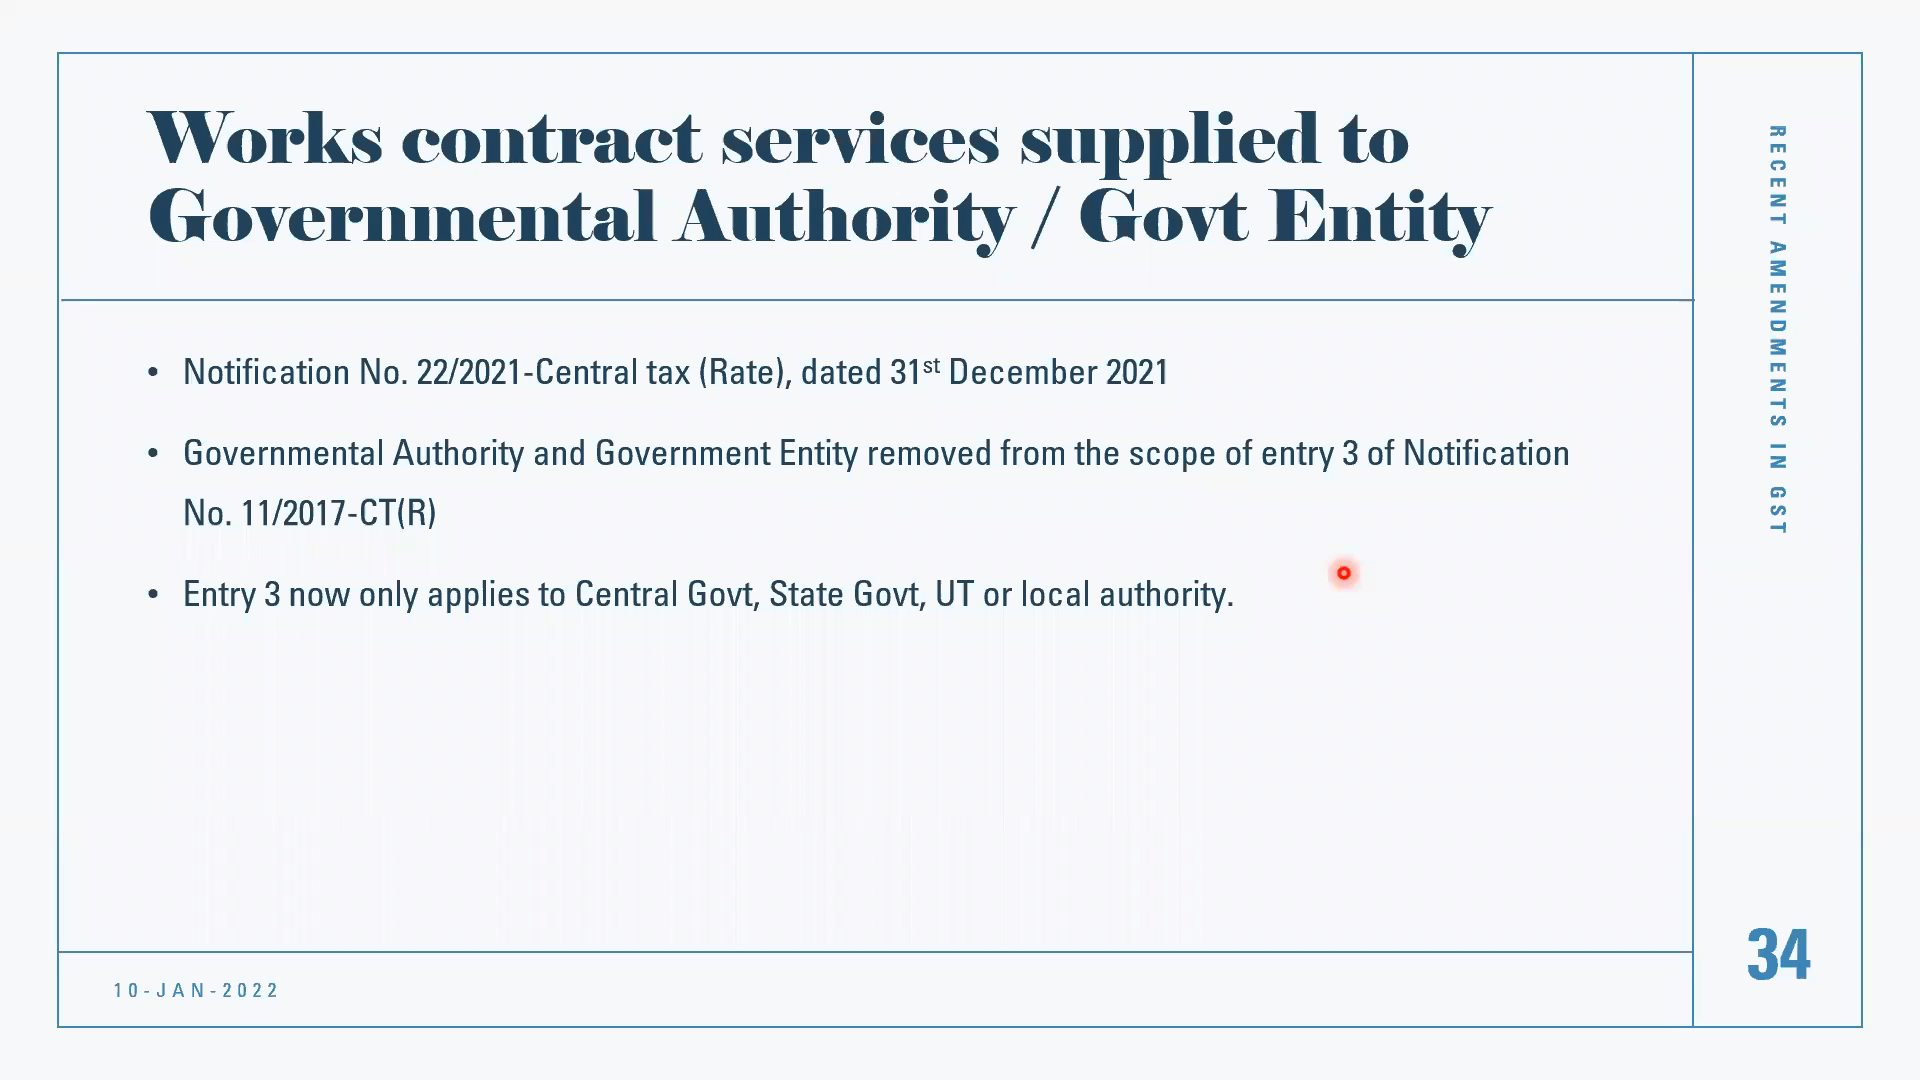 Works contract services supplied to
Governmental Authority / Govt Entity
• Notification No. 22/2021-Central tax (Rate), dated 31st December 2021
• Governmental Authority and Government Entity removed from the scope of entry 3 of Notification
No. 11/2017-CT(R)
• Entry 3 now only applies to Central Govt, State Govt, UT or local authority.
10-JAN-2022
RECENT AMENDMENTS IN GST
34